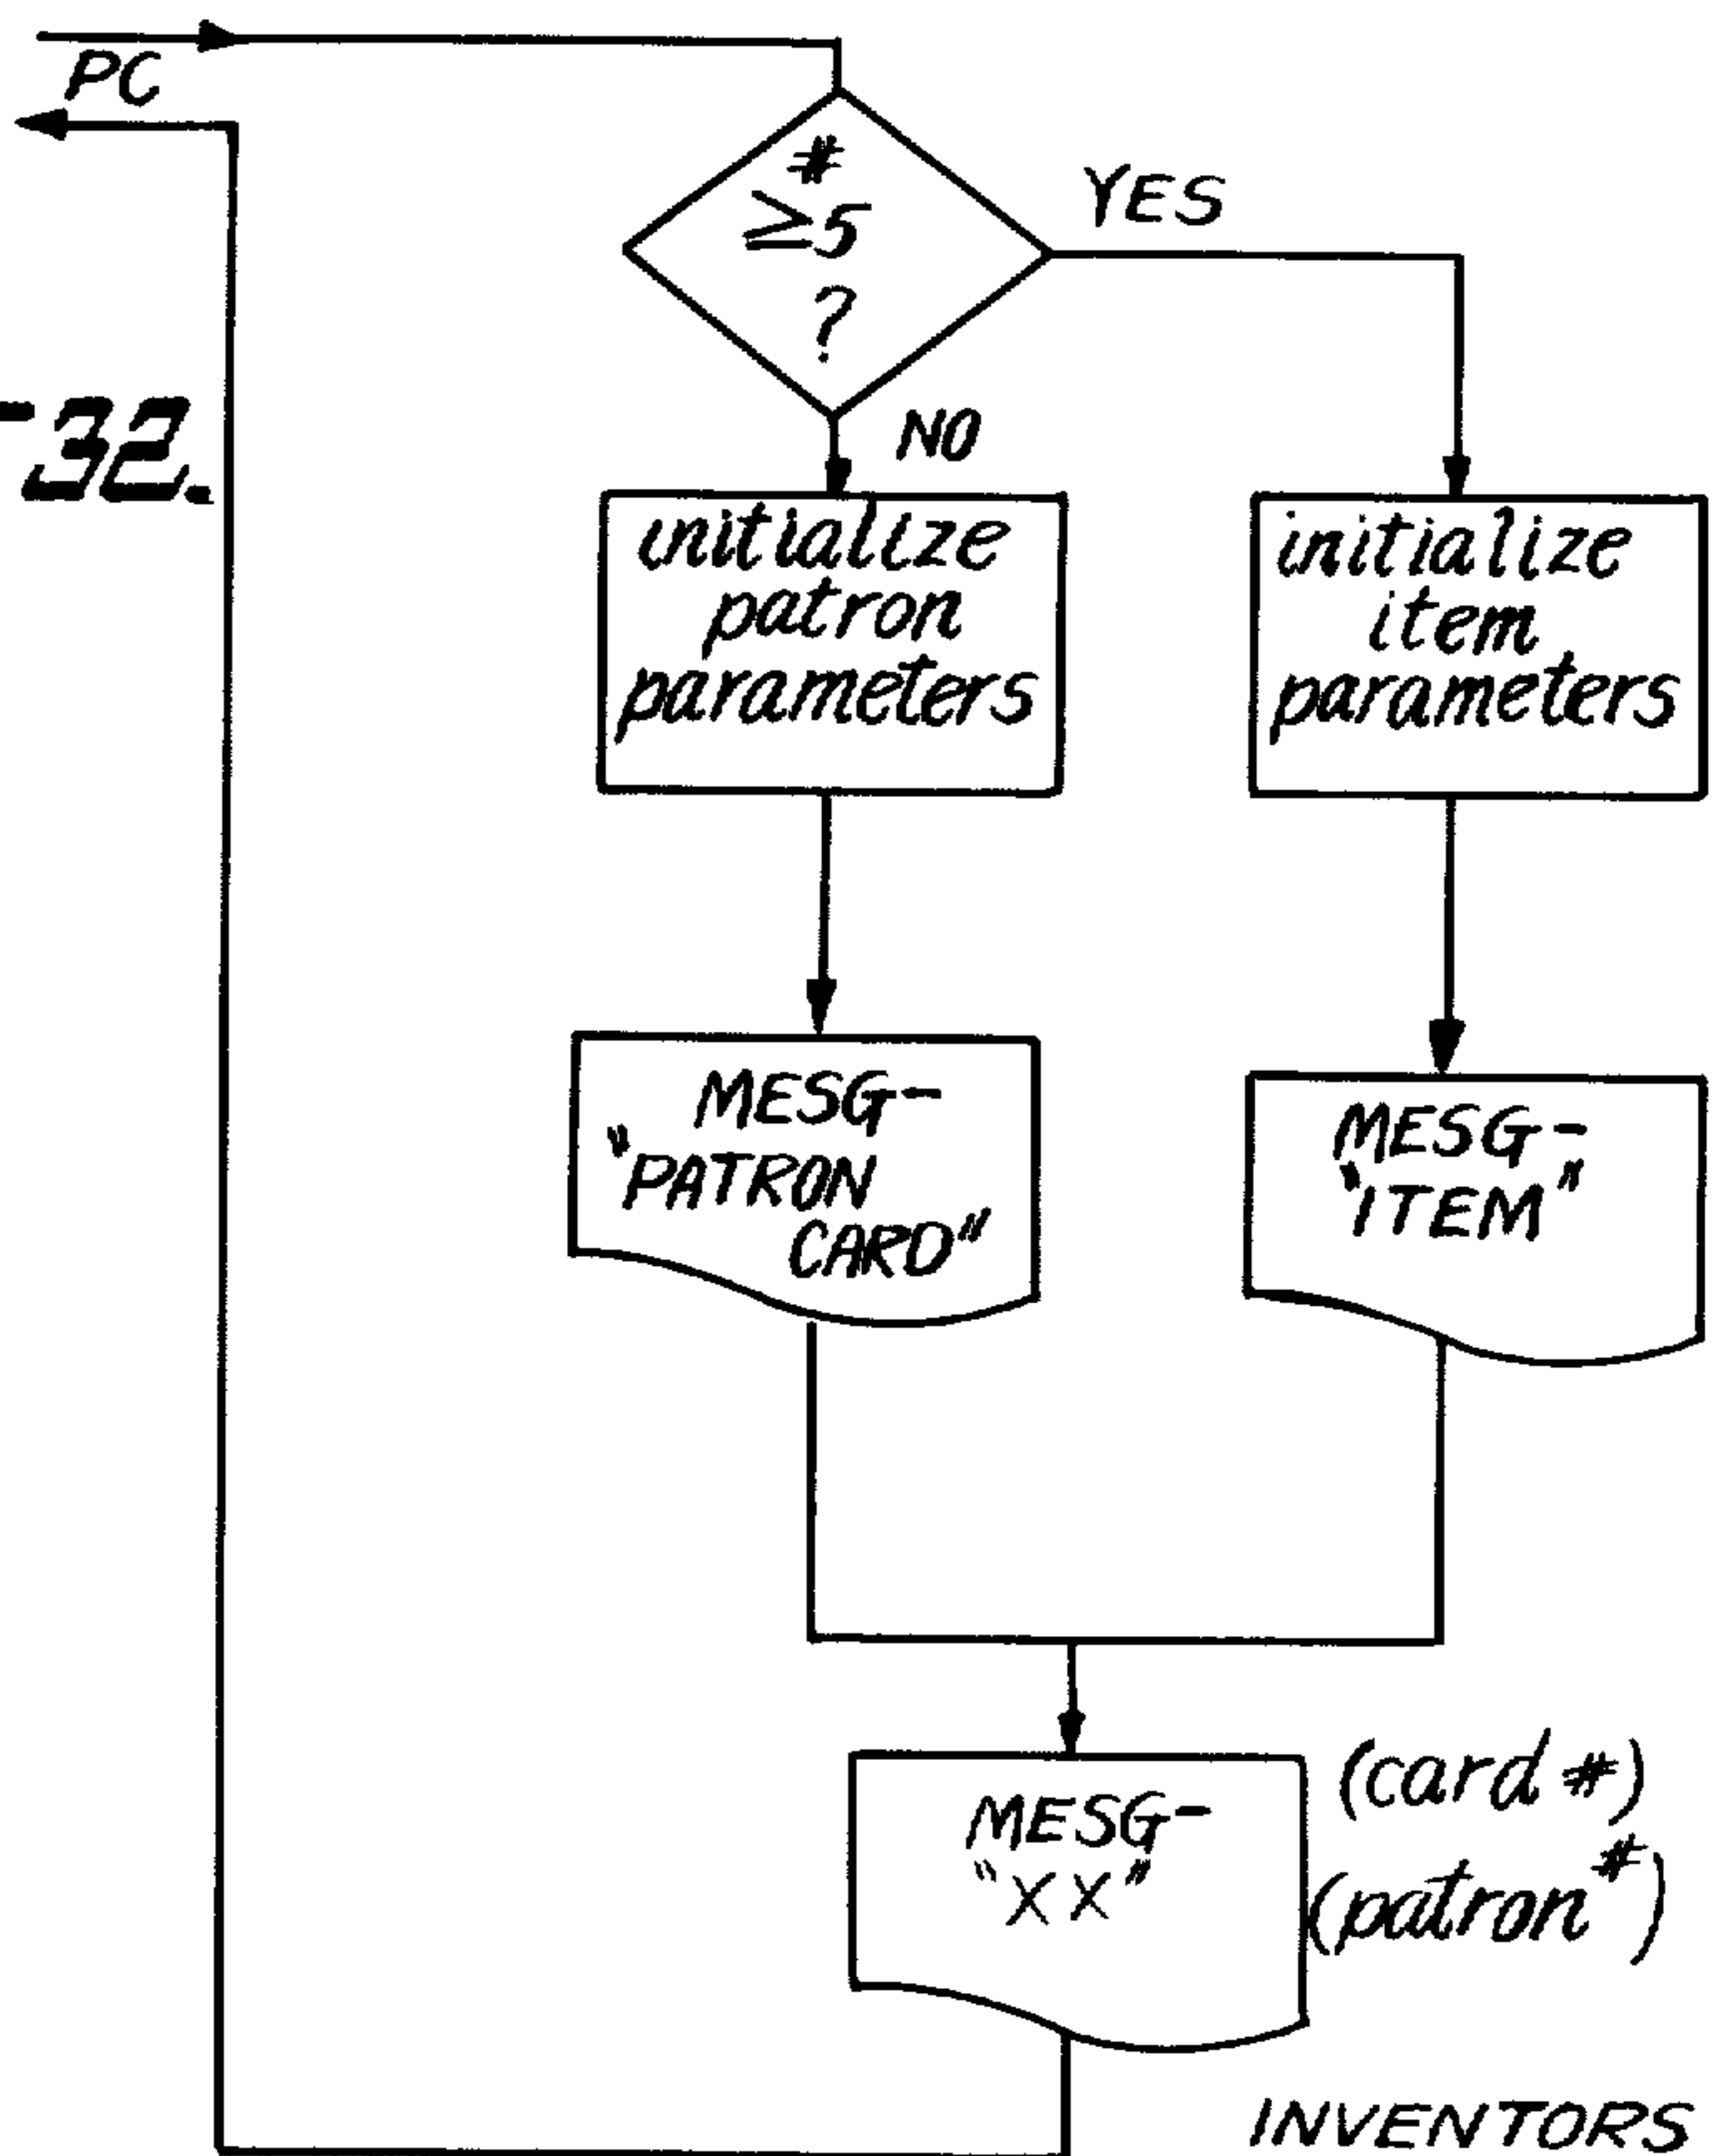 PC
#
≥5
?
YES
NO
32.
initialize
patron
parameters
initialize
item
parameters
MESG-
"PATRON
CARD"
MESG-
"ITEM"
MESG-
"XX"
(card #)
(patron #)
INVENTORS